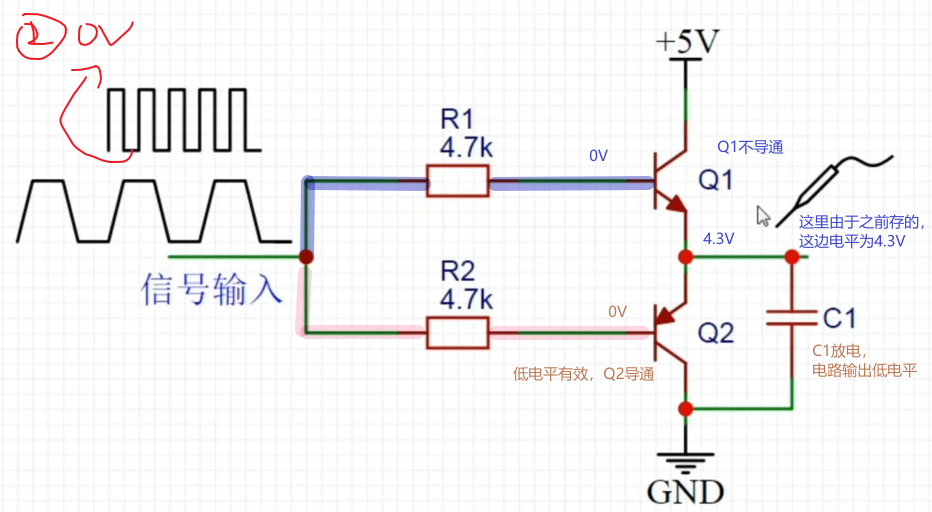 ② 0V
+5V
R1
4.7k
0V
Q1不导通
Q1
4.3V
这里由于之前存的，
这边电平为4.3V
信号输入
R2
4.7k
0V
Q2
C1
低电平有效，Q2导通
C1放电，
电路输出低电平
GND